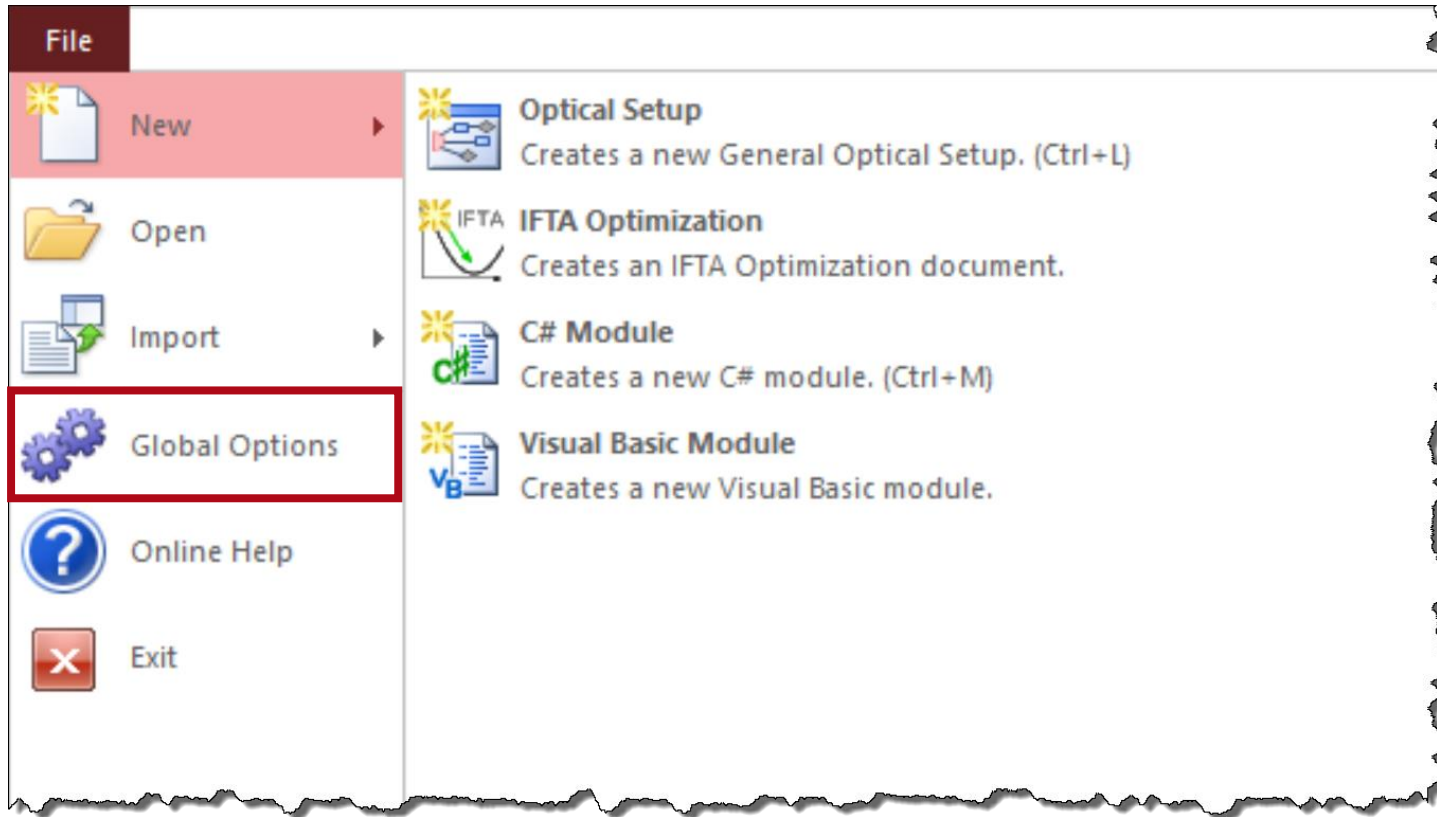 File
New
Open
Import
Global Options
Online Help
Exit
Optical Setup
Creates a new General Optical Setup. (Ctrl+L)
IFTA
IFTA Optimization
Creates an IFTA Optimization document.
C#
C# Module
Creates a new C# module. (Ctrl+M)
VB
Visual Basic Module
Creates a new Visual Basic module.